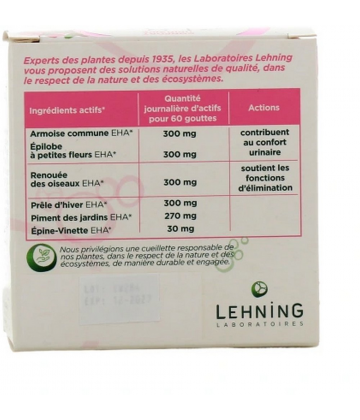 Experts des plantes depuis 1935, les Laboratoires Lehning
vous proposent des solutions naturelles de qualité, dans
le respect de la nature et des écosystèmes.
Ingrédients actifs*
Quantité
journalière d'actifs
pour 60 gouttes
Actions
Armoise commune EHA* 300 mg
Épilobe
à petites fleurs EHA* 300 mg
contribuent
au confort
urinaire
Renouée
des oiseaux EHA* 300 mg
soutient les
fonctions
d'élimination
Prêle d'hiver EHA* 300 mg
Piment des jardins EHA* 270 mg
Épine-Vinette EHA* 30 mg
Nous privilégions une cueillette responsable de
nos plantes, dans le respect de la nature et des
écosystèmes, de manière durable et engagée.
LEHNING
LABORATOIRES